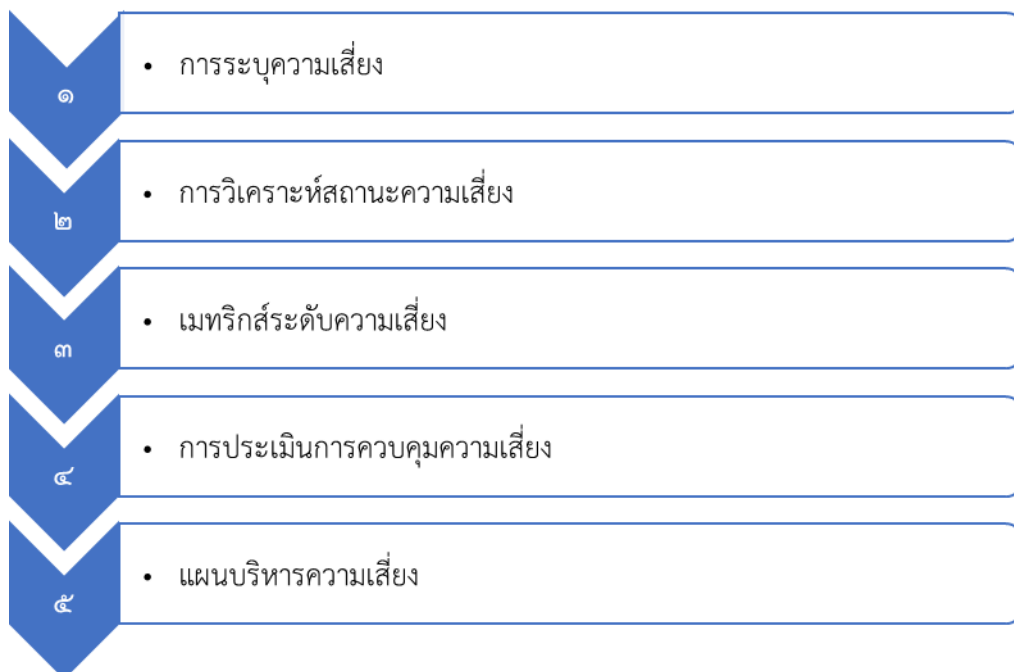 ๑
• การระบุความเสี่ยง
๒
• การวิเคราะห์สถานะความเสี่ยง
๓
• เมทริกส์ระดับความเสี่ยง
๔
• การประเมินการควบคุมความเสี่ยง
๕
• แผนบริหารความเสี่ยง